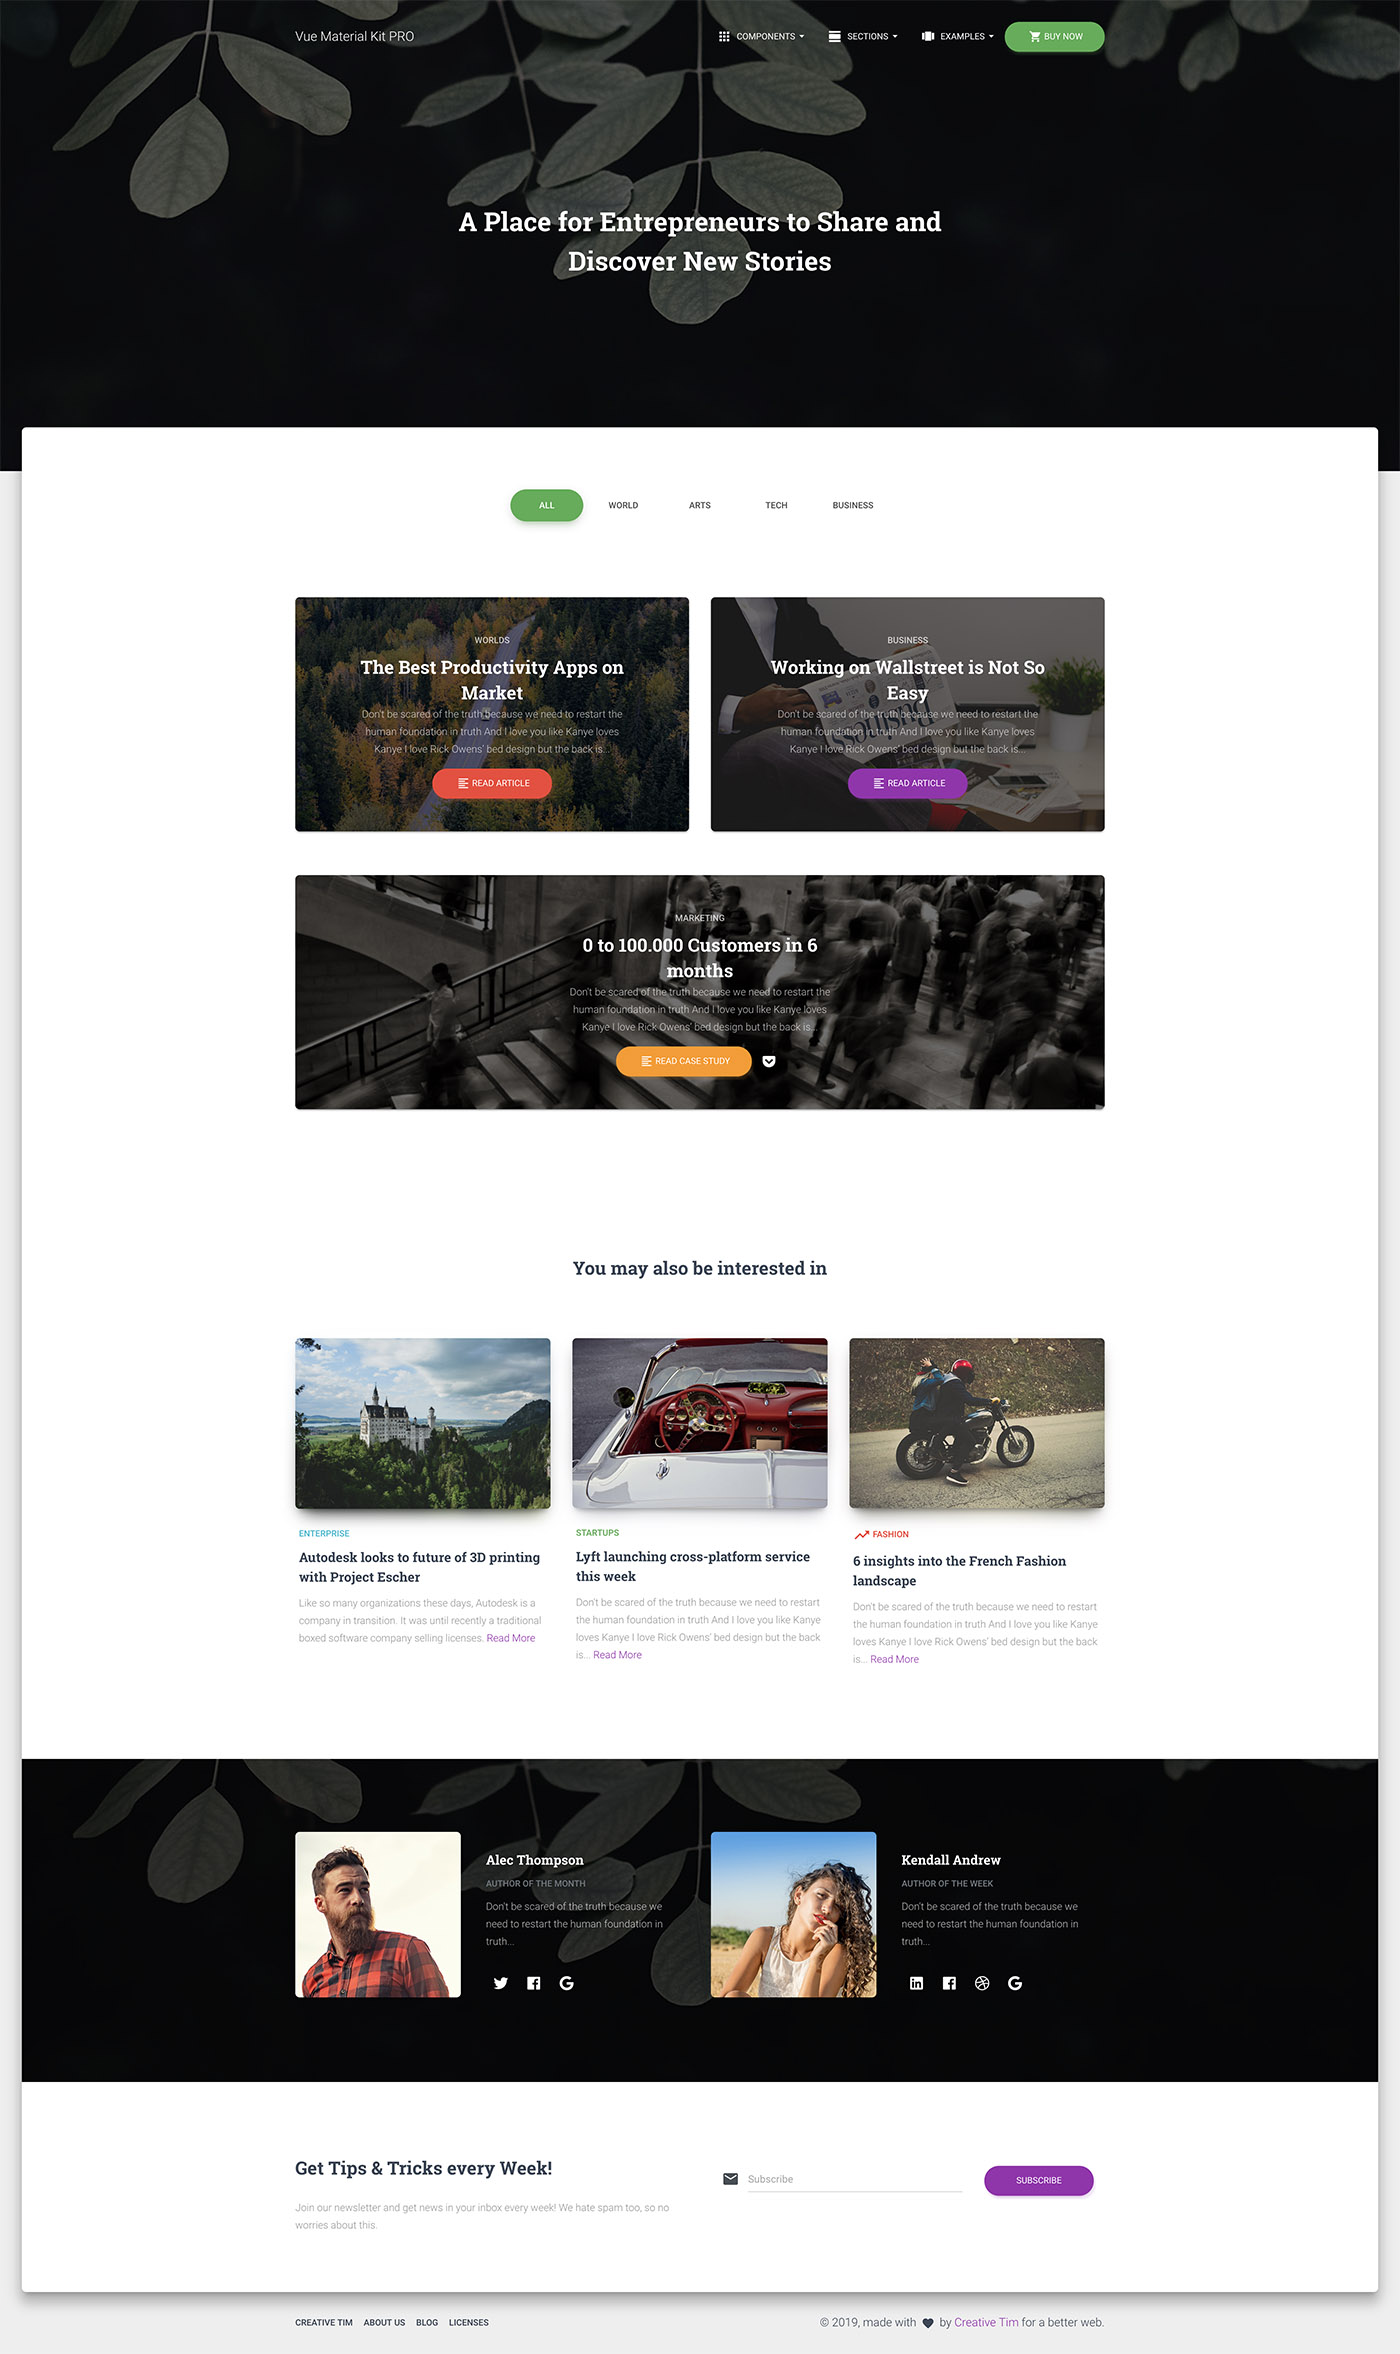 Vue Material Kit PRO
COMPONENTS
SECTIONS
EXAMPLES
BUY NOW
A Place for Entrepreneurs to Share and
Discover New Stories
ALL
WORLD
ARTS
TECH
BUSINESS
WORLDS
The Best Productivity Apps on
Market
Don't be scared of the truth because we need to restart the
human foundation in truth And I love you like Kanye loves
Kanye I love Rick Owens' bed design but the back is...
READ ARTICLE
BUSINESS
Working on Wallstreet is Not So
Easy
Don't be scared of the truth because we need to restart the
human foundation in truth And I love you like Kanye loves
Kanye I love Rick Owens' bed design but the back is...
READ ARTICLE
MARKETING
0 to 100.000 Customers in 6
months
Don't be scared of the truth because we need to restart the
human foundation in truth And I love you like Kanye loves
Kanye I love Rick Owens' bed design but the back is...
READ CASE STUDY
You may also be interested in
ENTERPRISE
Autodesk looks to future of 3D printing
with Project Escher
Like so many organizations these days, Autodesk is a
company in transition. It was until recently a traditional
boxed software company selling licenses. Read More
STARTUPS
Lyft launching cross-platform service
this week
Don't be scared of the truth because we need to restart
the human foundation in truth And I love you like Kanye
loves Kanye I love Rick Owens' bed design but the back
is... Read More
FASHION
6 insights into the French Fashion
landscape
Don't be scared of the truth because we need to restart
the human foundation in truth And I love you like Kanye
loves Kanye I love Rick Owens' bed design but the back
is... Read More
Alec Thompson
AUTHOR OF THE MONTH
Don't be scared of the truth because we
need to restart the human foundation in
truth...
Kendall Andrew
AUTHOR OF THE WEEK
Don't be scared of the truth because we
need to restart the human foundation in
truth...
Get Tips & Tricks every Week!
Join our newsletter and get news in your inbox every week! We hate spam too, so no
worries about this.
Subscribe
SUBSCRIBE
CREATIVE TIM
ABOUT US
BLOG
LICENSES
© 2019, made with by Creative Tim for a better web.